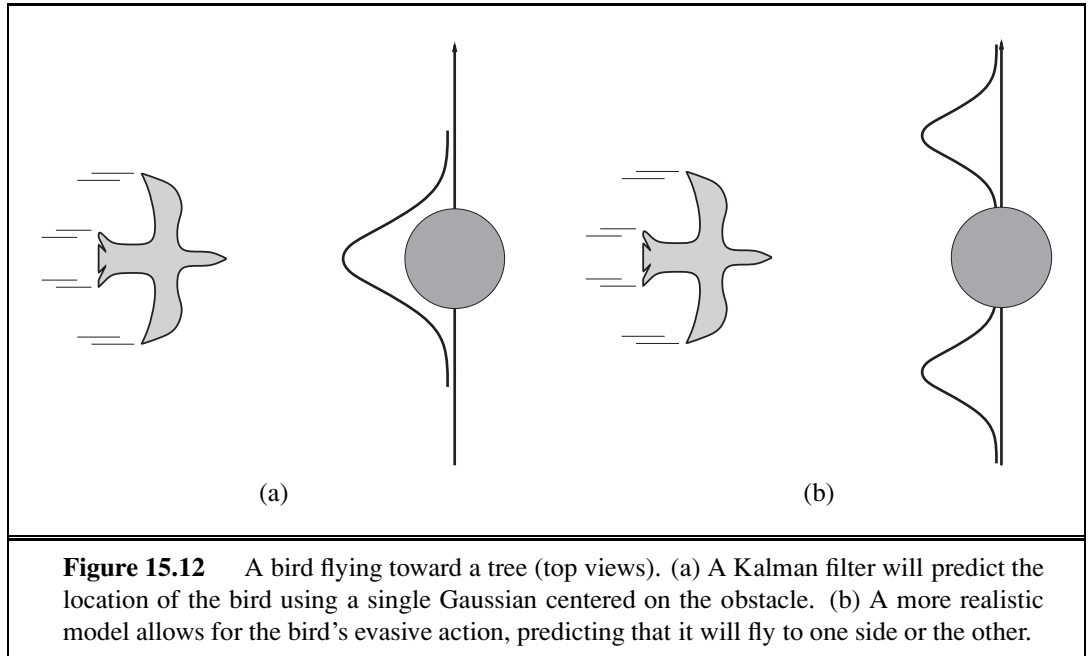 (a)
(b)
Figure 15.12 A bird flying toward a tree (top views). (a) A Kalman filter will predict the
location of the bird using a single Gaussian centered on the obstacle. (b) A more realistic
model allows for the bird's evasive action, predicting that it will fly to one side or the other.